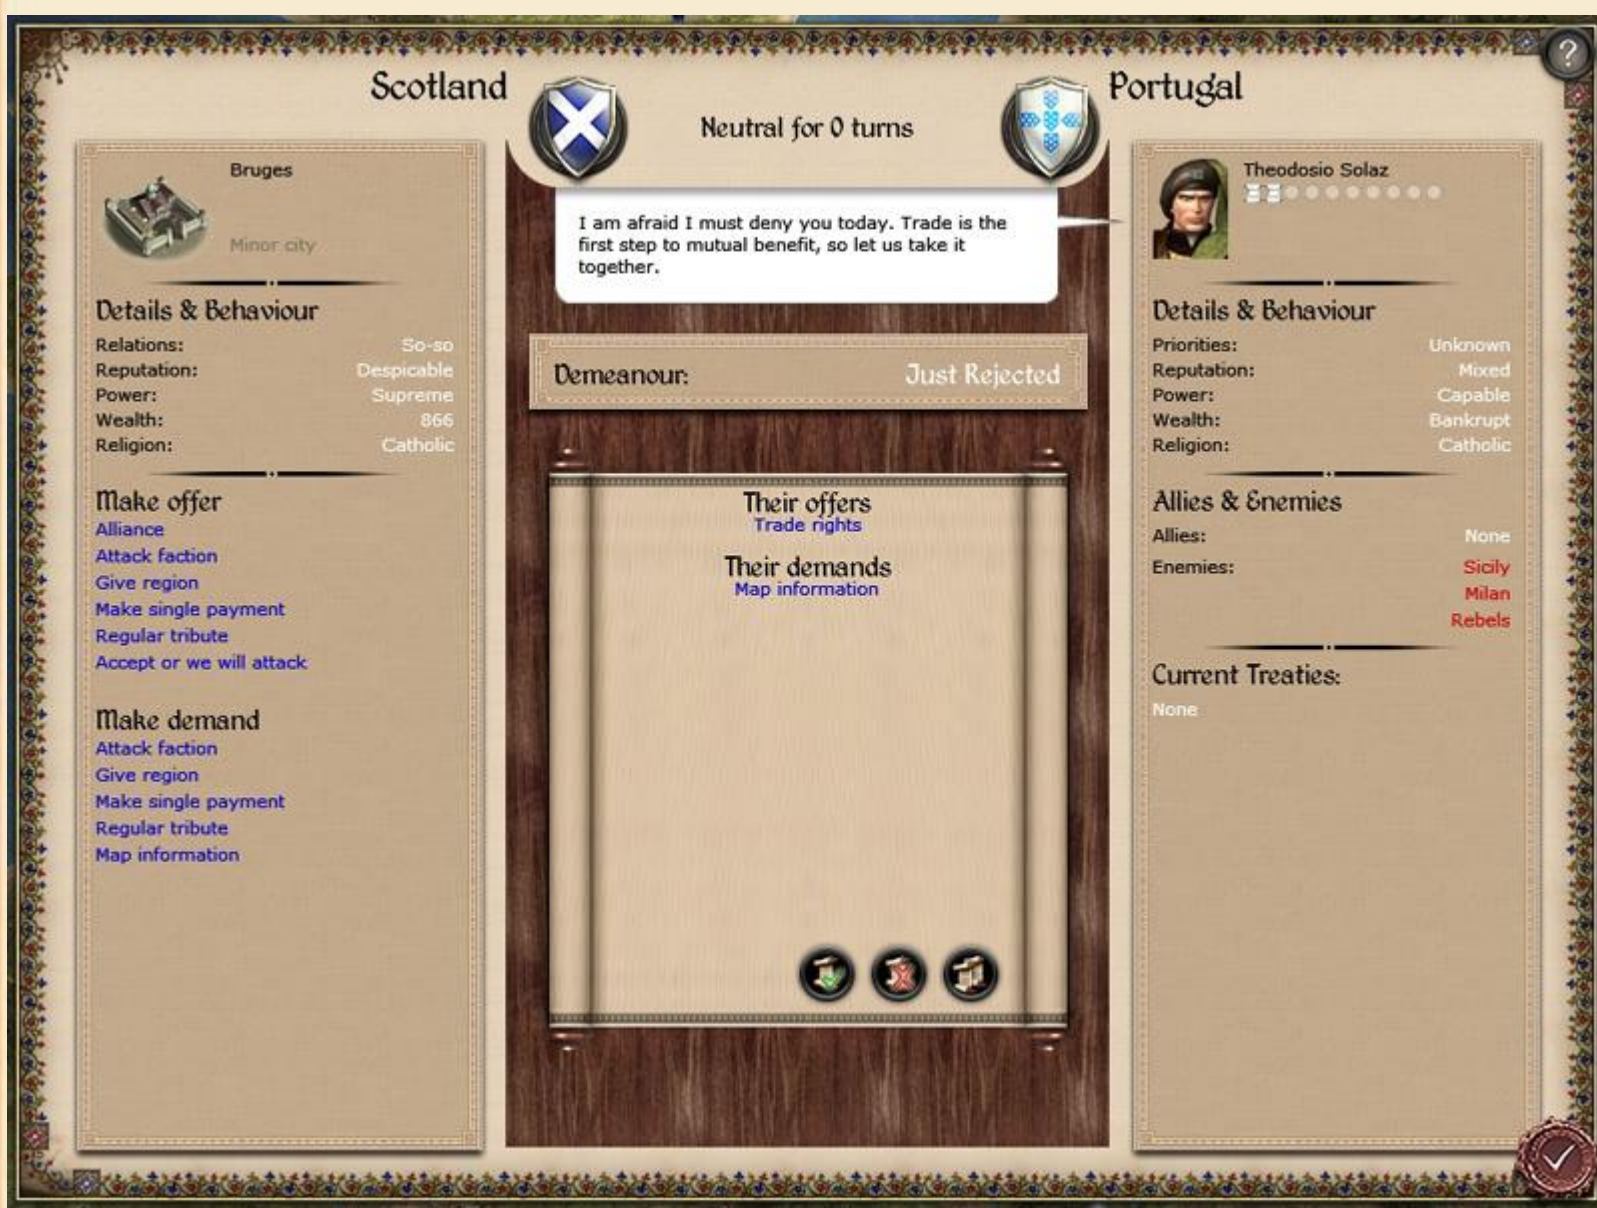 Scotland
Portugal
Neutral for 0 turns
?
Bruges
Minor city
Details & Behaviour
Relations: So-so
Reputation: Despicable
Power: Supreme
Wealth: 866
Religion: Catholic
Make offer
Alliance
Attack faction
Give region
Make single payment
Regular tribute
Accept or we will attack
Make demand
Attack faction
Give region
Make single payment
Regular tribute
Map information
I am afraid I must deny you today. Trade is the
first step to mutual benefit, so let us take it
together.
Demeanour: Just Rejected
Their offers
Trade rights
Their demands
Map information
Theodosio Solaz
Details & Behaviour
Priorities: Unknown
Reputation: Mixed
Power: Capable
Wealth: Bankrupt
Religion: Catholic
Allies & Enemies
Allies: None
Enemies: Sicily
Milan
Rebels
Current Treaties:
None